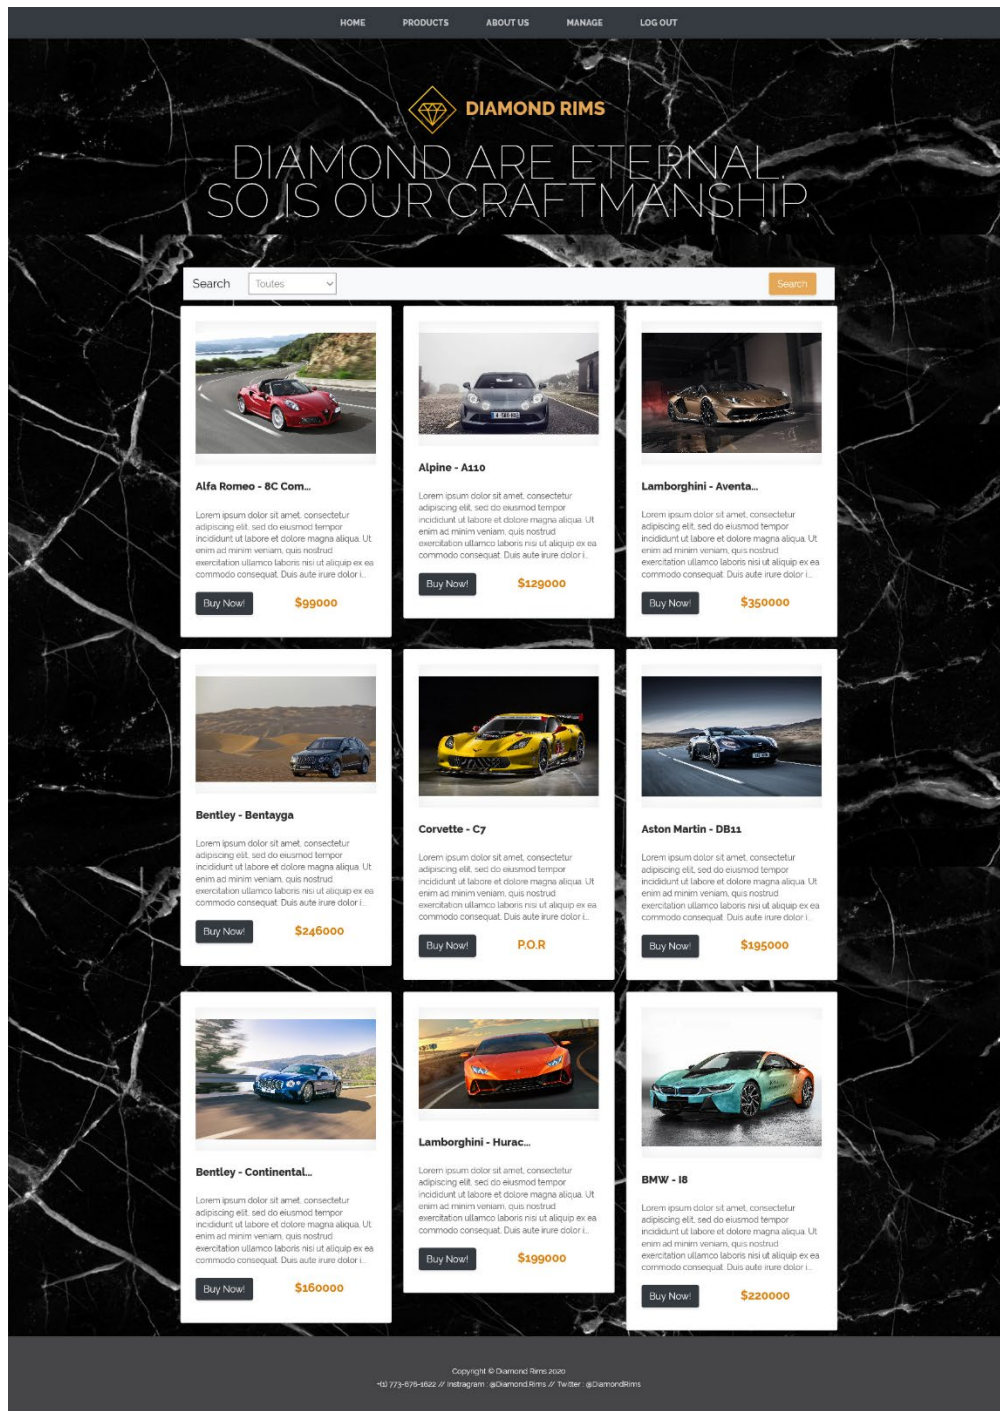 HOME PRODUCTS ABOUT US MANAGE LOG OUT
DIAMOND RIMS
DIAMOND ARE ETERNAL.
SO IS OUR CRAFTMANSHIP.
Search Toutes Search
Alfa Romeo - 8C Com...
Lorem ipsum dolor sit amet, consectetur
adipiscing elit, sed do eiusmod tempor
incididunt ut labore et dolore magna aliqua. Ut
enim ad minim veniam, quis nostrud
exercitation ullamco laboris nisi ut aliquip ex ea
commodo consequat. Duis aute irure dolor i...
Buy Now! $99000
Alpine - A110
Lorem ipsum dolor sit amet, consectetur
adipiscing elit, sed do eiusmod tempor
incididunt ut labore et dolore magna aliqua. Ut
enim ad minim veniam, quis nostrud
exercitation ullamco laboris nisi ut aliquip ex ea
commodo consequat. Duis aute irure dolor i...
Buy Now! $129000
Lamborghini - Aventa...
Lorem ipsum dolor sit amet, consectetur
adipiscing elit, sed do eiusmod tempor
incididunt ut labore et dolore magna aliqua. Ut
enim ad minim veniam, quis nostrud
exercitation ullamco laboris nisi ut aliquip ex ea
commodo consequat. Duis aute irure dolor i...
Buy Now! $350000
Bentley - Bentayga
Lorem ipsum dolor sit amet, consectetur
adipiscing elit, sed do eiusmod tempor
incididunt ut labore et dolore magna aliqua. Ut
enim ad minim veniam, quis nostrud
exercitation ullamco laboris nisi ut aliquip ex ea
commodo consequat. Duis aute irure dolor i...
Buy Now! $246000
Corvette - C7
Lorem ipsum dolor sit amet, consectetur
adipiscing elit, sed do eiusmod tempor
incididunt ut labore et dolore magna aliqua. Ut
enim ad minim veniam, quis nostrud
exercitation ullamco laboris nisi ut aliquip ex ea
commodo consequat. Duis aute irure dolor i...
Buy Now! P.O.R
Aston Martin - DB11
Lorem ipsum dolor sit amet, consectetur
adipiscing elit, sed do eiusmod tempor
incididunt ut labore et dolore magna aliqua. Ut
enim ad minim veniam, quis nostrud
exercitation ullamco laboris nisi ut aliquip ex ea
commodo consequat. Duis aute irure dolor i...
Buy Now! $195000
Bentley - Continental...
Lorem ipsum dolor sit amet, consectetur
adipiscing elit, sed do eiusmod tempor
incididunt ut labore et dolore magna aliqua. Ut
enim ad minim veniam, quis nostrud
exercitation ullamco laboris nisi ut aliquip ex ea
commodo consequat. Duis aute irure dolor i...
Buy Now! $160000
Lamborghini - Hurac...
Lorem ipsum dolor sit amet, consectetur
adipiscing elit, sed do eiusmod tempor
incididunt ut labore et dolore magna aliqua. Ut
enim ad minim veniam, quis nostrud
exercitation ullamco laboris nisi ut aliquip ex ea
commodo consequat. Duis aute irure dolor i...
Buy Now! $199000
BMW - I8
Lorem ipsum dolor sit amet, consectetur
adipiscing elit, sed do eiusmod tempor
incididunt ut labore et dolore magna aliqua. Ut
enim ad minim veniam, quis nostrud
exercitation ullamco laboris nisi ut aliquip ex ea
commodo consequat. Duis aute irure dolor i...
Buy Now! $220000
Copyright © Diamond Rims 2020
+(1) 773-676-1622 // Instragram : @Diamond.Rims // Twitter : @DiamondRims